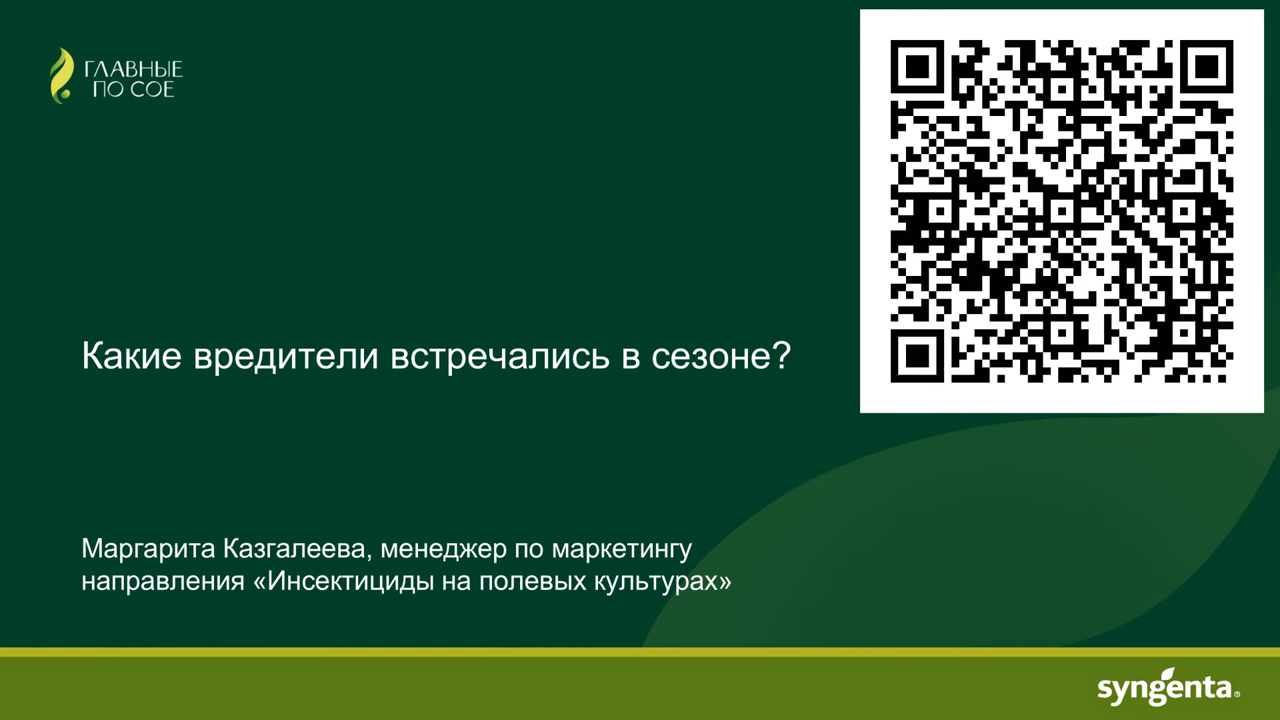 ГЛАВНЫЕ
ПО СОЕ
Какие вредители встречались в сезоне?
Маргарита Казгалеева, менеджер по маркетингу
направления «Инсектициды на полевых культурах»
syngenta®